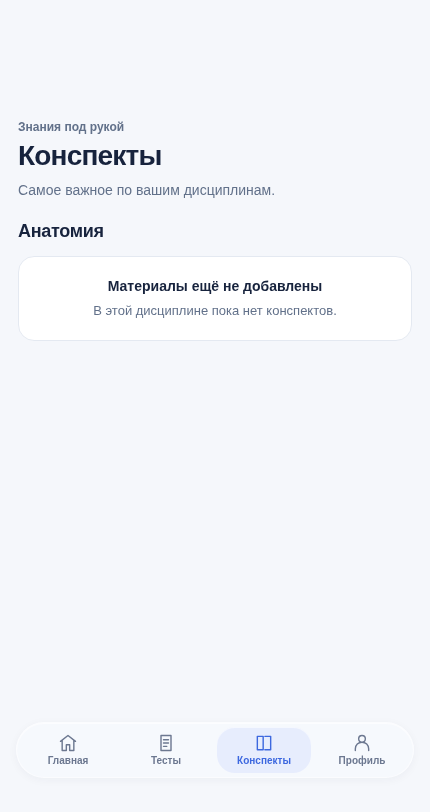 Знания под рукой
Конспекты
Самое важное по вашим дисциплинам.
Анатомия
Материалы ещё не добавлены
В этой дисциплине пока нет конспектов.
Главная
Тесты
Конспекты
Профиль